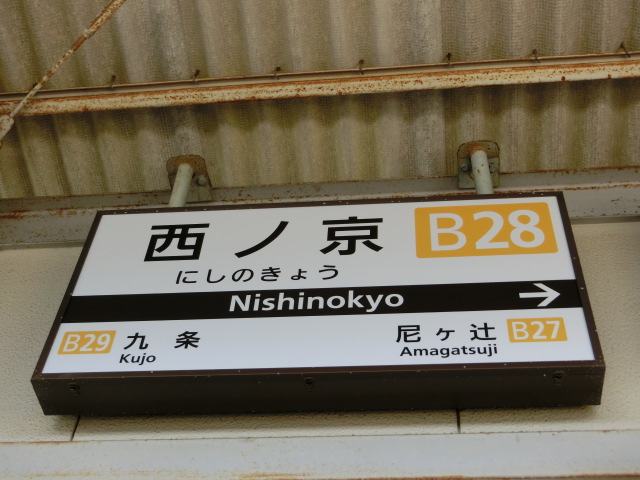 西ノ京 B28
にしのきょう
Nishinokyo →
B29 九条 尼ヶ辻 B27
Kujo Amagatsuji